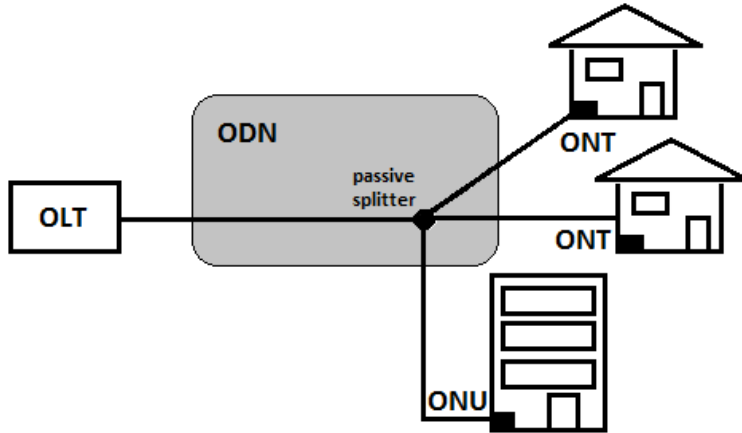 ODN
ONT
passive
splitter
OLT
ONT
ONU